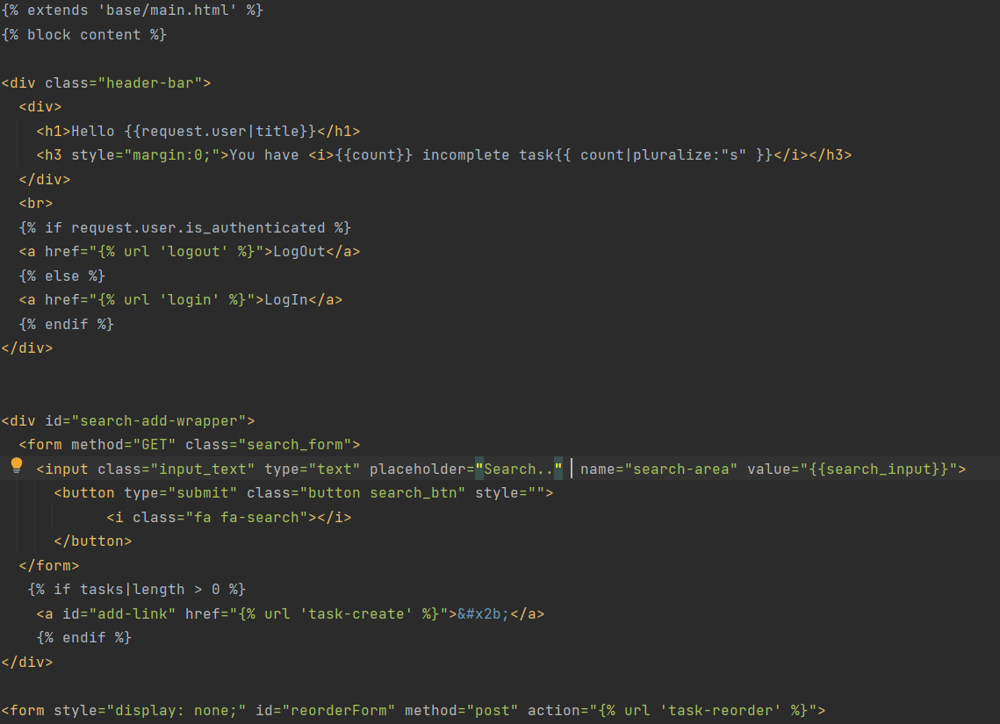 {% extends 'base/main.html' %}
{% block content %}
<div class="header-bar">
<div>
<h1>Hello {{request.user|title}}</h1>
<h3 style="margin:0;">You have <i>{{count}} incomplete task{{ count|pluralize:"s" }}</i></h3>
</div>
<br>
{% if request.user.is_authenticated %}
<a href="{% url 'logout' %}">LogOut</a>
{% else %}
<a href="{% url 'login' %}">LogIn</a>
{% endif %}
</div>
<div id="search-add-wrapper">
<form method="GET" class="search_form">
<input class="input_text" type="text" placeholder="Search.." name="search-area" value="{{search_input}}">
<button type="submit" class="button search_btn" style="">
<i class="fa fa-search"></i>
</button>
</form>
{% if tasks|length > 0 %}
<a id="add-link" href="{% url 'task-create' %}">&#x2b;</a>
{% endif %}
</div>
<form style="display: none;" id="reorderForm" method="post" action="{% url 'task-reorder' %}">